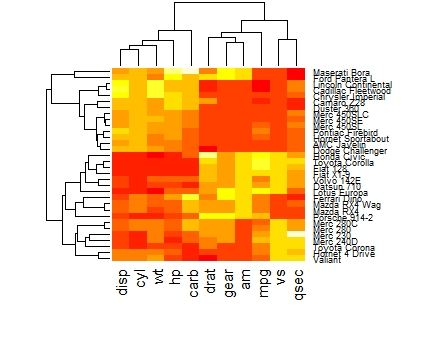 Maserati Bora
Ford Pantera L
Lincoln Continental
Cadillac Fleetwood
Chrysler Imperial
Camaro Z28
Duster 360
Merc 450SLC
Merc 450SE
Merc 450SL
Pontiac Firebird
Hornet Sportabout
AMC Javelin
Dodge Challenger
Honda Civic
Toyota Corolla
Fiat 128
Fiat X1-9
Volvo 142E
Datsun 710
Lotus Europa
Ferrari Dino
Mazda RX4 Wag
Mazda RX4
Porsche 914-2
Merc 280C
Merc 280
Merc 230
Merc 240D
Toyota Corona
Hornet 4 Drive
Valiant
disp
cyl
wt
hp
carb
drat
gear
am
mpg
vs
qsec